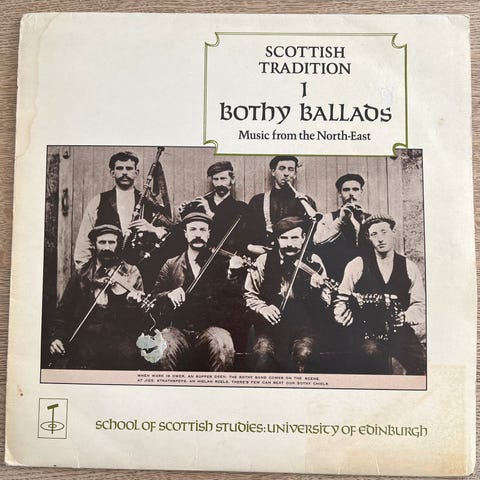 SCOTTISH
TRADITION
1
BOTHY BALLADS
Music from the North-East
WHEN WARK IS OWER, AN SUPPER DEEN, THE BOTHY BAND COMES ON THE SCENE,
AT JIGS, STRATHSPEYS, AN HIELAN REELS, THERE'S FEW CAN BEAT OUR BOTHY CHIELS.
SCHOOL OF SCOTTISH STUDIES: UNIVERSITY OF EDINBURGH